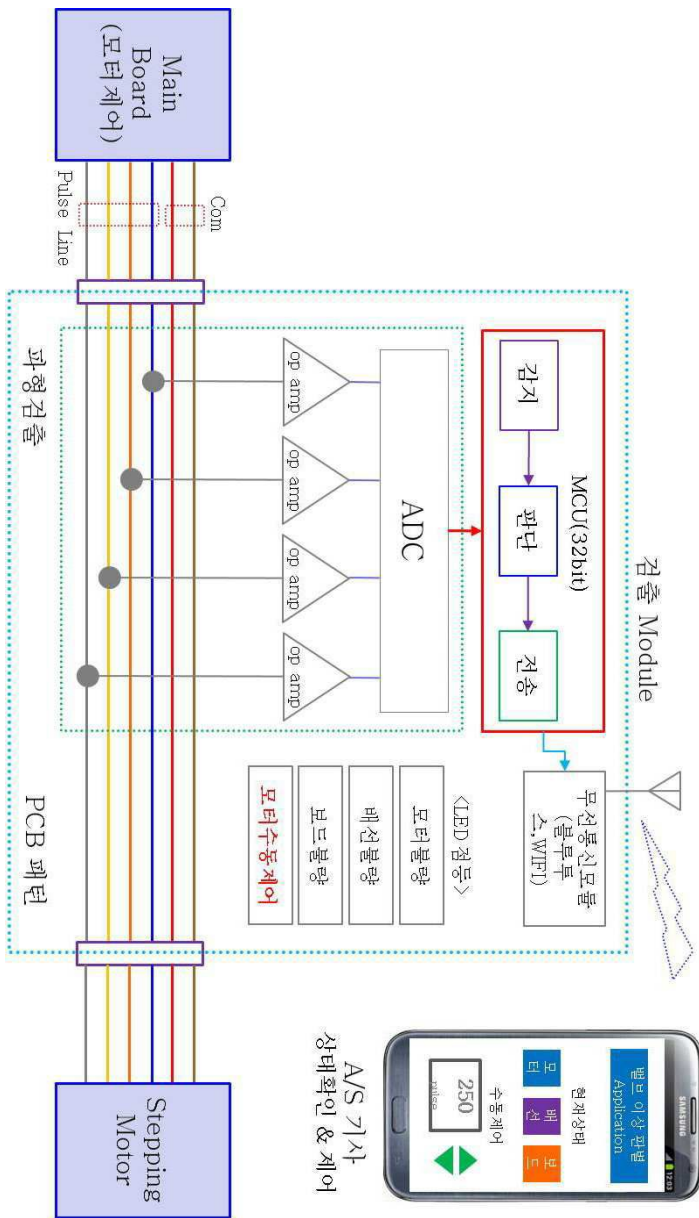 Main
Board
(모터제어)
Com
Pulse Line
검출 Module
MCU(32bit)
감지
판단
전송
ADC
op amp
op amp
op amp
op amp
파형검출
무선통신모듈
(블루투
스,WIFI)
<LED 점등>
모터불량
배선불량
보드불량
모터수동제어
PCB 패턴
SAMSUNG
12:03
밸브 이상 판별
Application
현재상태
모
터
배
선
보
드
수동제어
250
pulse
A/S 기사
상태확인 & 제어
Stepping
Motor